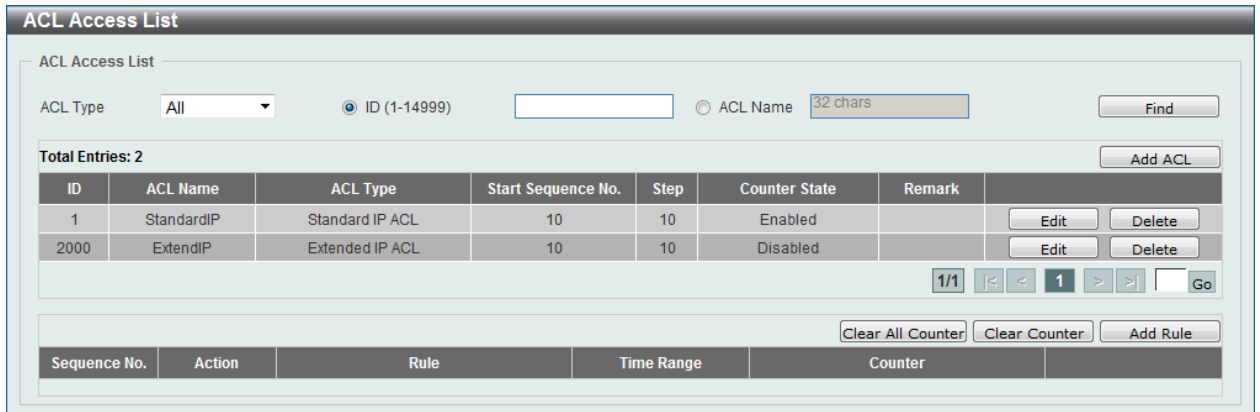 ACL Access List
ACL Access List
ACL Type All ID (1-14999) ACL Name 32 chars Find
Total Entries: 2 Add ACL
ID ACL Name ACL Type Start Sequence No. Step Counter State Remark
1 StandardIP Standard IP ACL 10 10 Enabled Edit Delete
2000 ExtendIP Extended IP ACL 10 10 Disabled Edit Delete
1/1 |< < 1 > >| Go
Clear All Counter Clear Counter Add Rule
Sequence No. Action Rule Time Range Counter